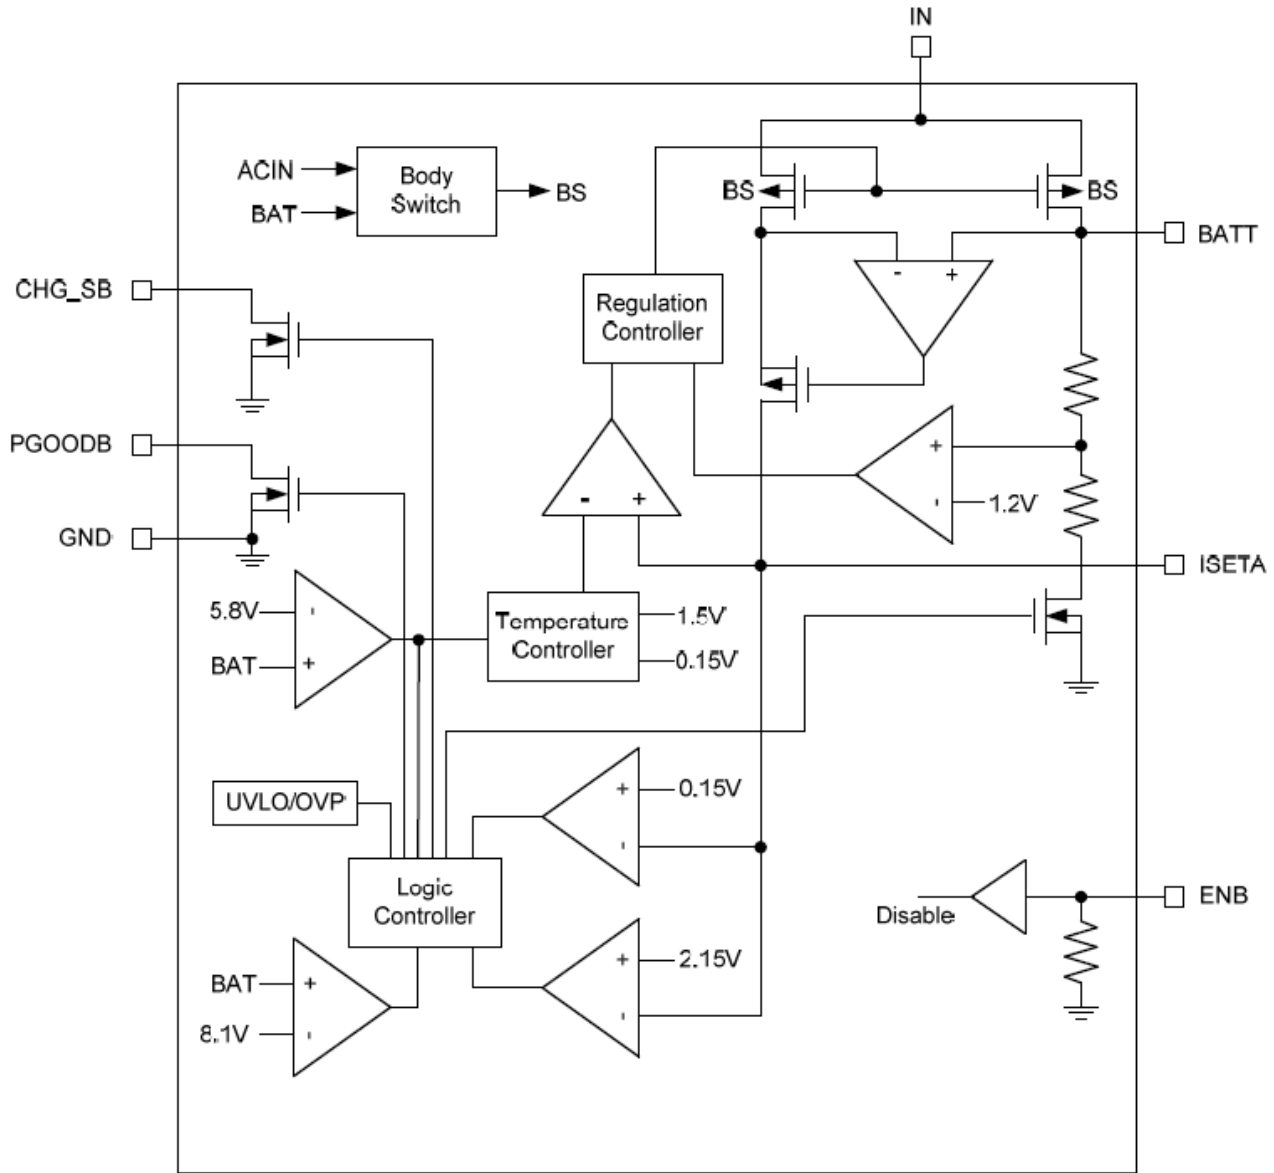 IN
ACIN
BAT
Body
Switch
BS
BS
BS
BATT
- +
CHG_SB
Regulation
Controller
PGOODB
+
-
1.2V
- +
GND
ISETA
5.8V -
BAT +
Temperature
Controller
1.5V
0.15V
UVLO/OVP
+ 0.15V
-
Logic
Controller
Disable
ENB
+ 2.15V
-
BAT +
8.1V -